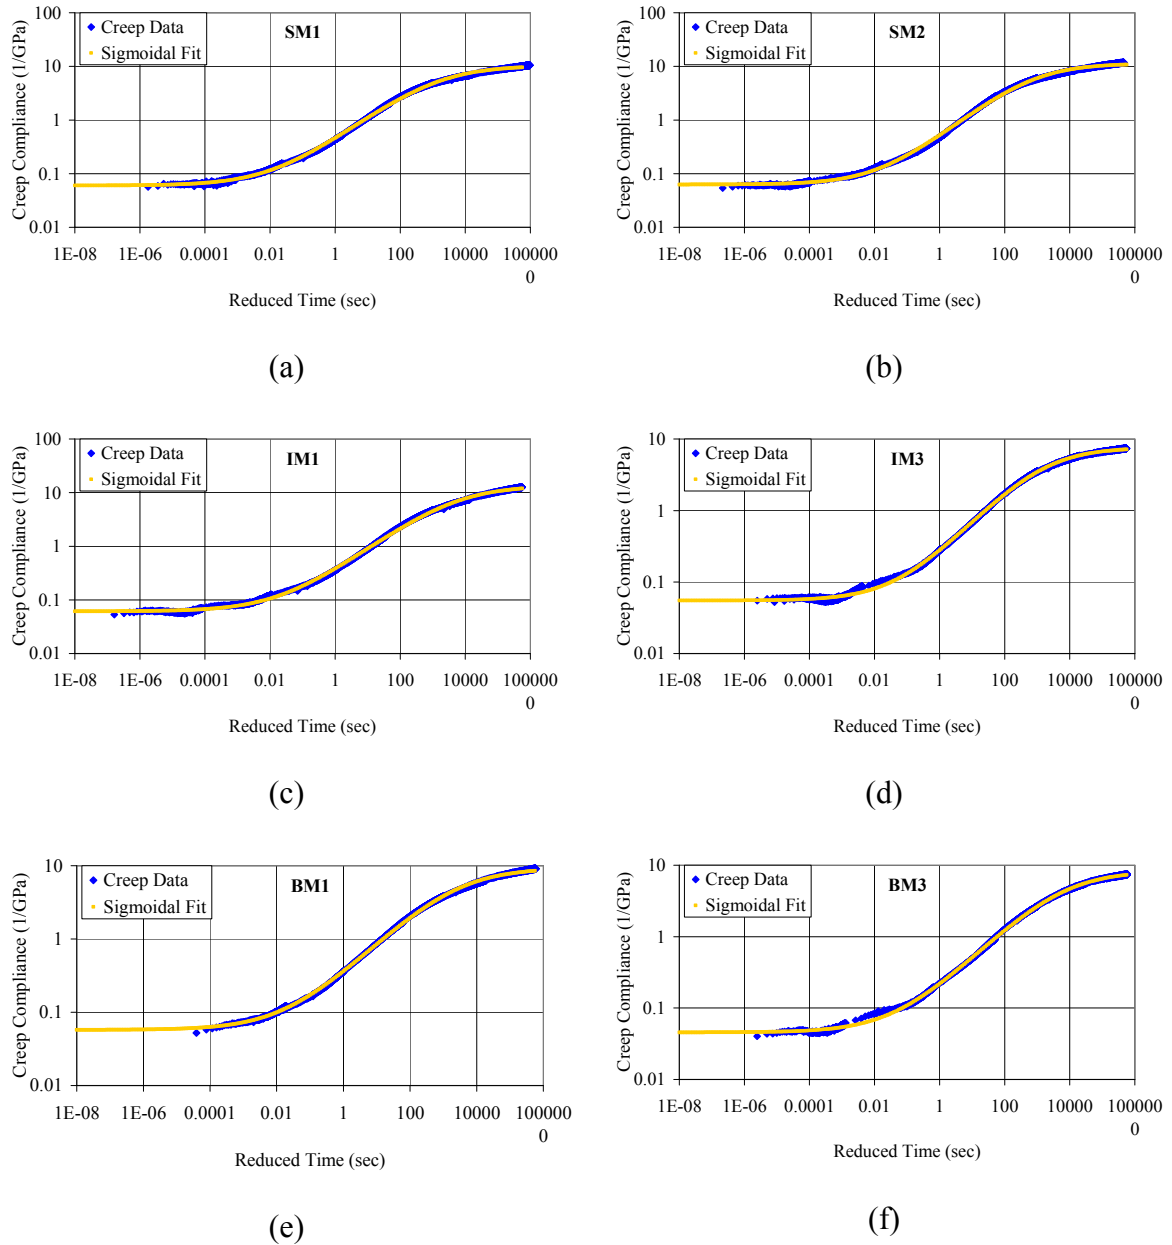 SM1
Creep Data
Sigmoidal Fit
Creep Compliance (1/GPa)
100
10
1
0.1
0.01
1E-08 1E-06 0.0001 0.01 1 100 10000 100000
0
Reduced Time (sec)
(a)
SM2
Creep Data
Sigmoidal Fit
Creep Compliance (1/GPa)
100
10
1
0.1
0.01
1E-08 1E-06 0.0001 0.01 1 100 10000 100000
0
Reduced Time (sec)
(b)
IM1
Creep Data
Sigmoidal Fit
Creep Compliance (1/GPa)
100
10
1
0.1
0.01
1E-08 1E-06 0.0001 0.01 1 100 10000 100000
0
Reduced Time (sec)
(c)
IM3
Creep Data
Sigmoidal Fit
Creep Compliance (1/GPa)
10
1
0.1
0.01
1E-08 1E-06 0.0001 0.01 1 100 10000 100000
0
Reduced Time (sec)
(d)
BM1
Creep Data
Sigmoidal Fit
Creep Compliance (1/GPa)
10
1
0.1
0.01
1E-08 1E-06 0.0001 0.01 1 100 10000 100000
0
Reduced Time (sec)
(e)
BM3
Creep Data
Sigmoidal Fit
Creep Compliance (1/GPa)
10
1
0.1
0.01
1E-08 1E-06 0.0001 0.01 1 100 10000 100000
0
Reduced Time (sec)
(f)